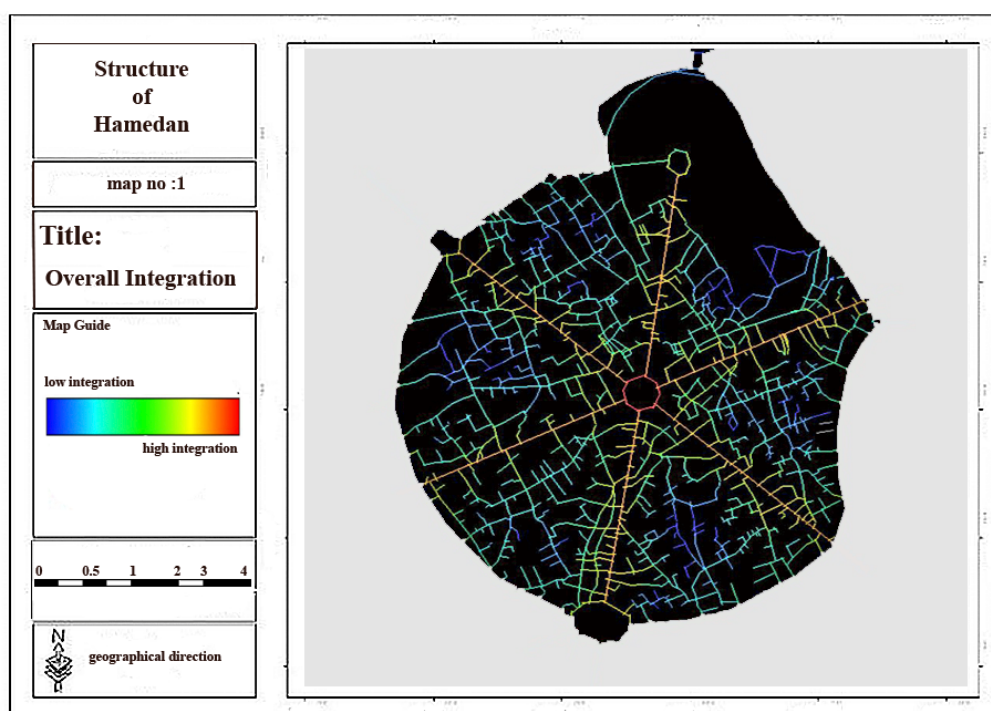 Structure
of
Hamedan
map no :1
Title:
Overall Integration
Map Guide
low integration
high integration
0 0.5 1 2 3 4
N
geographical direction